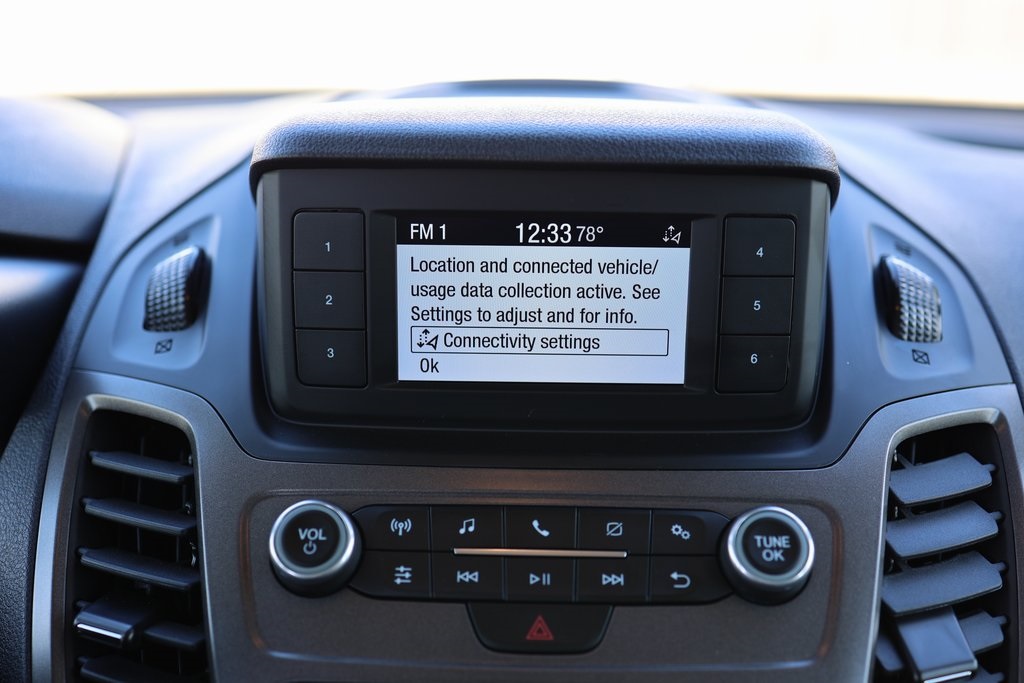 FM 1 12:33 78°
1
2
3
Location and connected vehicle/
usage data collection active. See
Settings to adjust and for info.
Connectivity settings
Ok
4
5
6
VOL
TUNE
OK